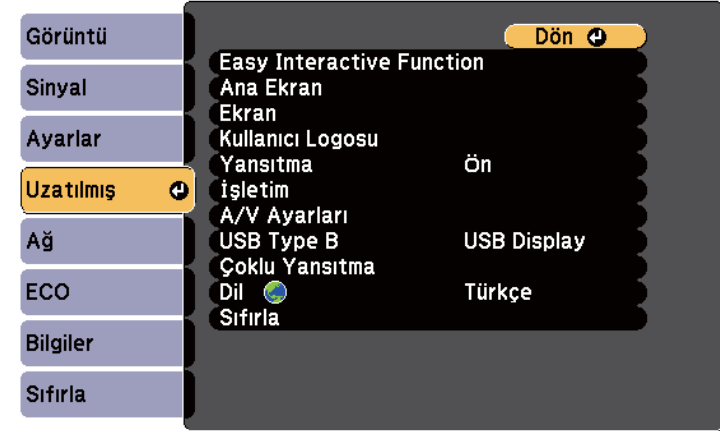 Görüntü
Sinyal
Ayarlar
Uzatılmış
Ağ
ECO
Bilgiler
Sıfırla
Dön
Easy Interactive Function
Ana Ekran
Ekran
Kullanıcı Logosu
Yansıtma Ön
İşletim
A/V Ayarları
USB Type B USB Display
Çoklu Yansıtma
Dil Türkçe
Sıfırla